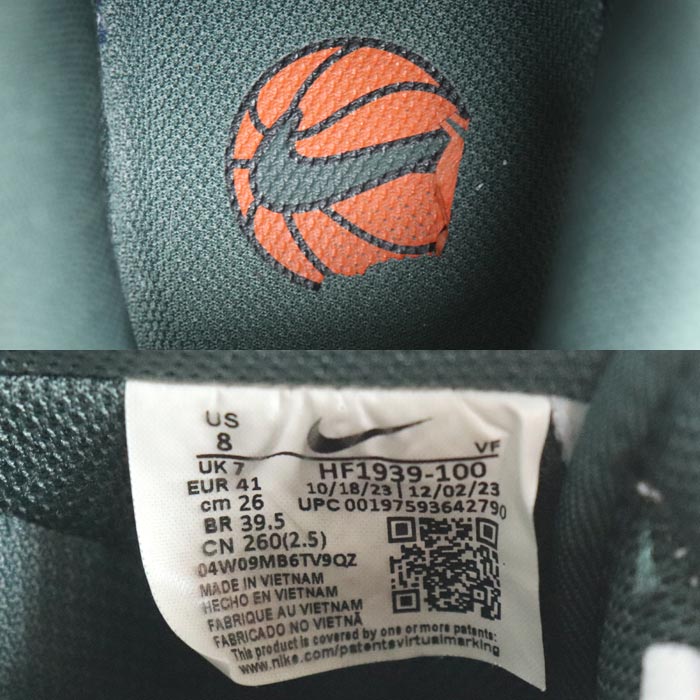 US
8
VF
UK 7
HF1939-100
EUR 41
10/18/23 | 12/02/23
cm 26
UPC 00197593642790
BR 39.5
CN 260(2.5)
04W09MB6TV9QZ
MADE IN VIETNAM
HECHO EN VIETNAM
FABRIQUE AU VIETNAM
FABRICADO NO VIETNÃ
This product is covered by one or more patents:
www.nike.com/patentsvirtualmarking